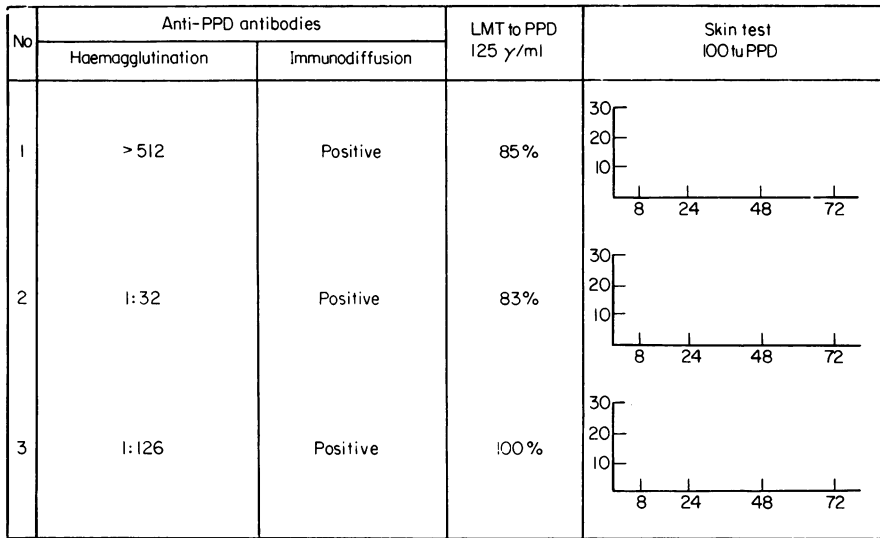 No
Anti-PPD antibodies
Haemagglutination
Immunodiffusion
LMT to PPD
125 γ/ml
Skin test
100 tu PPD
1
>512
Positive
85%
30
20
10
8 24 48 72
2
1:32
Positive
83%
30
20
10
8 24 48 72
3
1:126
Positive
100%
30
20
10
8 24 48 72